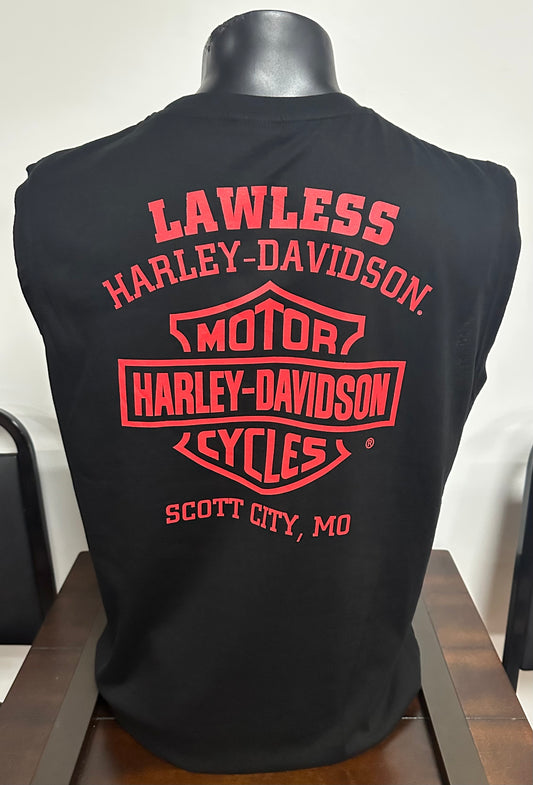 LAWLESS
HARLEY-DAVIDSON®
MOTOR
HARLEY-DAVIDSON
CYCLES ®
SCOTT CITY, MO